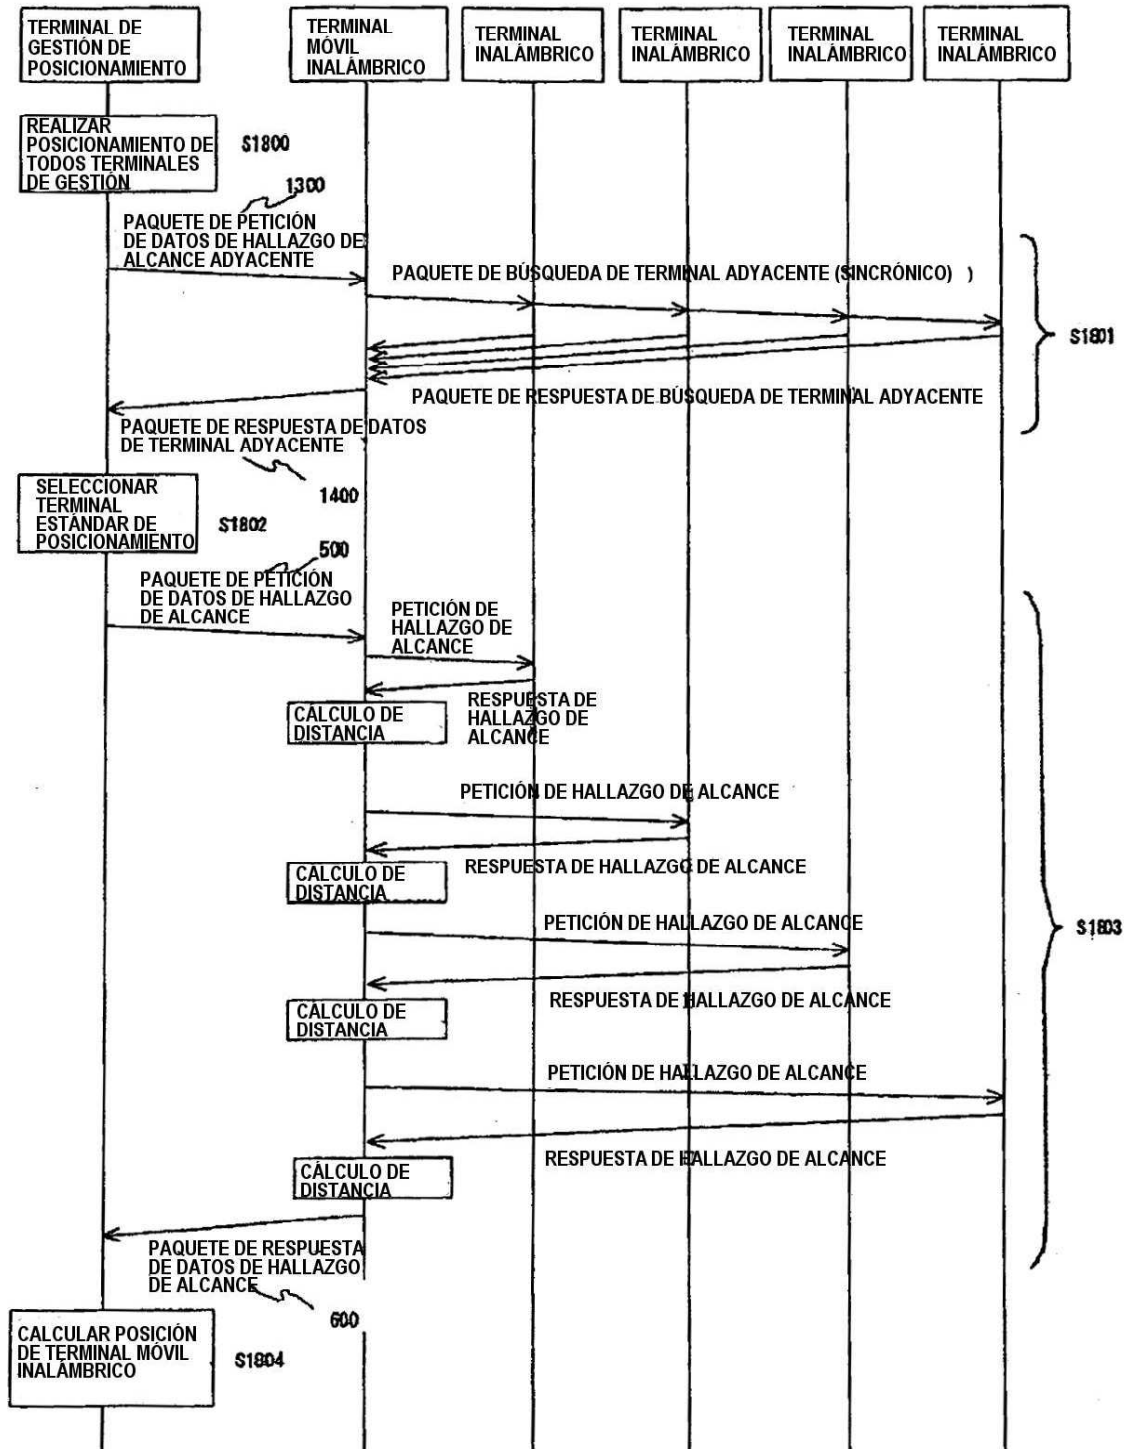 TERMINAL DE
GESTIÓN DE
POSICIONAMIENTO
TERMINAL
MÓVIL
INALÁMBRICO
TERMINAL
INALÁMBRICO
TERMINAL
INALÁMBRICO
TERMINAL
INALÁMBRICO
TERMINAL
INALÁMBRICO
REALIZAR
POSICIONAMIENTO DE
TODOS TERMINALES
DE GESTIÓN
S1800
1300
PAQUETE DE PETICIÓN
DE DATOS DE HALLAZGO DE
ALCANCE ADYACENTE
PAQUETE DE BÚSQUEDA DE TERMINAL ADYACENTE (SINCRÓNICO) )
S1801
PAQUETE DE RESPUESTA DE BÚSQUEDA DE TERMINAL ADYACENTE
PAQUETE DE RESPUESTA DE DATOS
DE TERMINAL ADYACENTE
1400
SELECCIONAR
TERMINAL
ESTÁNDAR DE
POSICIONAMIENTO
S1802
500
PAQUETE DE PETICIÓN
DE DATOS DE HALLAZGO
DE ALCANCE
PETICIÓN DE
HALLAZGO DE
ALCANCE
RESPUESTA DE
HALLAZGO DE
ALCANCE
CÁLCULO DE
DISTANCIA
PETICIÓN DE HALLAZGO DE ALCANCE
RESPUESTA DE HALLAZGO DE ALCANCE
CÁLCULO DE
DISTANCIA
PETICIÓN DE HALLAZGO DE ALCANCE
S1803
RESPUESTA DE HALLAZGO DE ALCANCE
CÁLCULO DE
DISTANCIA
PETICIÓN DE HALLAZGO DE ALCANCE
RESPUESTA DE HALLAZGO DE ALCANCE
CÁLCULO DE
DISTANCIA
PAQUETE DE RESPUESTA
DE DATOS DE HALLAZGO
DE ALCANCE
600
CALCULAR POSICIÓN
DE TERMINAL MÓVIL
INALÁMBRICO
S1804